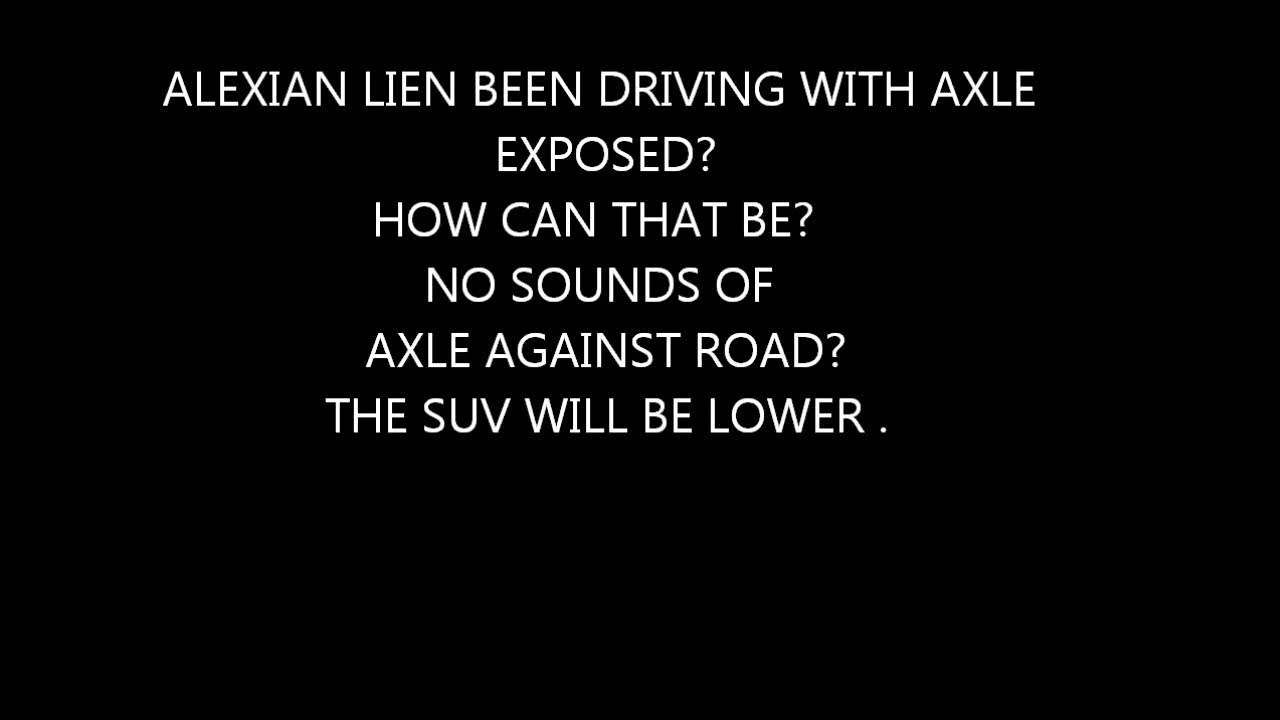 ALEXIAN LIEN BEEN DRIVING WITH AXLE
EXPOSED?
HOW CAN THAT BE?
NO SOUNDS OF
AXLE AGAINST ROAD?
THE SUV WILL BE LOWER .